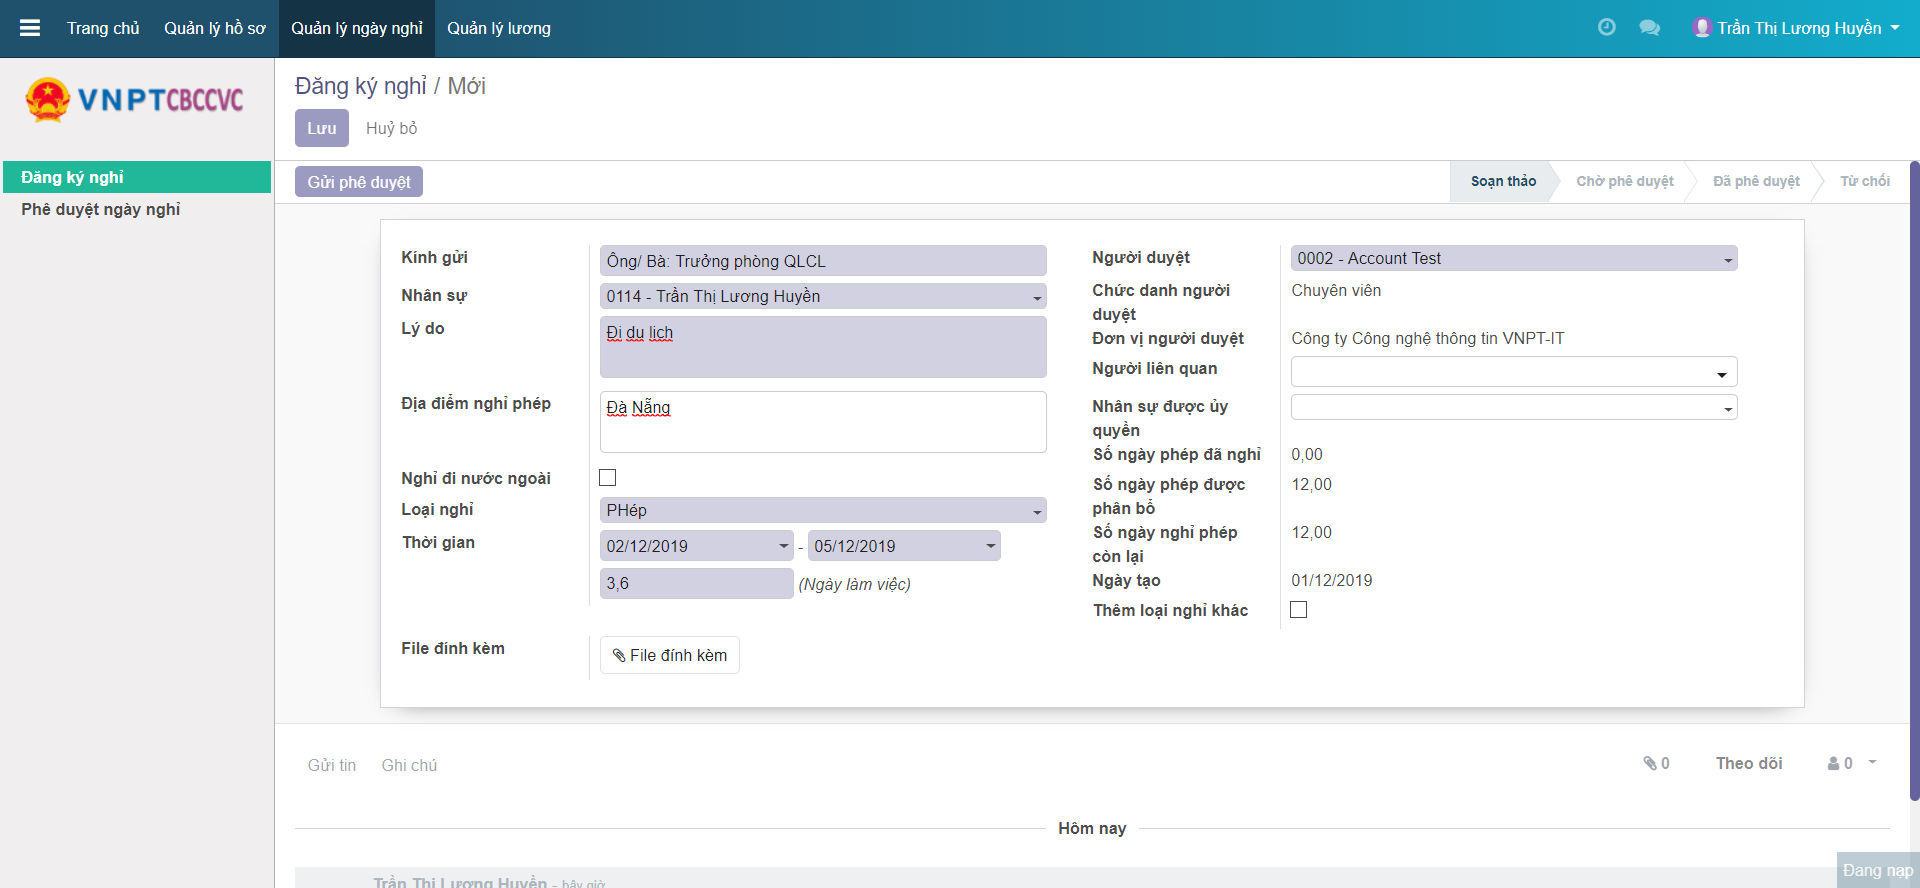 Trang chủ Quản lý hồ sơ Quản lý ngày nghỉ Quản lý lương Trần Thị Lương Huyền
VNPTCBCCVC
Đăng ký nghỉ
Phê duyệt ngày nghỉ
Đăng ký nghỉ / Mới
Lưu Huỷ bỏ
Gửi phê duyệt
Soạn thảo Chờ phê duyệt Đã phê duyệt Từ chối
Kính gửi Ông/ Bà: Trưởng phòng QLCL
Nhân sự 0114 - Trần Thị Lương Huyền
Lý do Đi du lich
Địa điểm nghỉ phép Đà Nẵng
Nghỉ đi nước ngoài
Loại nghỉ PHép
Thời gian 02/12/2019 - 05/12/2019
3,6 (Ngày làm việc)
File đính kèm File đính kèm
Người duyệt 0002 - Account Test
Chức danh người Chuyên viên
duyệt
Đơn vị người duyệt Công ty Công nghệ thông tin VNPT-IT
Người liên quan
Nhân sự được ủy
quyền
Số ngày phép đã nghỉ 0,00
Số ngày phép được 12,00
phân bổ
Số ngày nghỉ phép 12,00
còn lại
Ngày tạo 01/12/2019
Thêm loại nghỉ khác
Gửi tin Ghi chú 0 Theo dõi 0
Hôm nay
Trần Thị Lương Huyền - bây giờ
Đang nạp